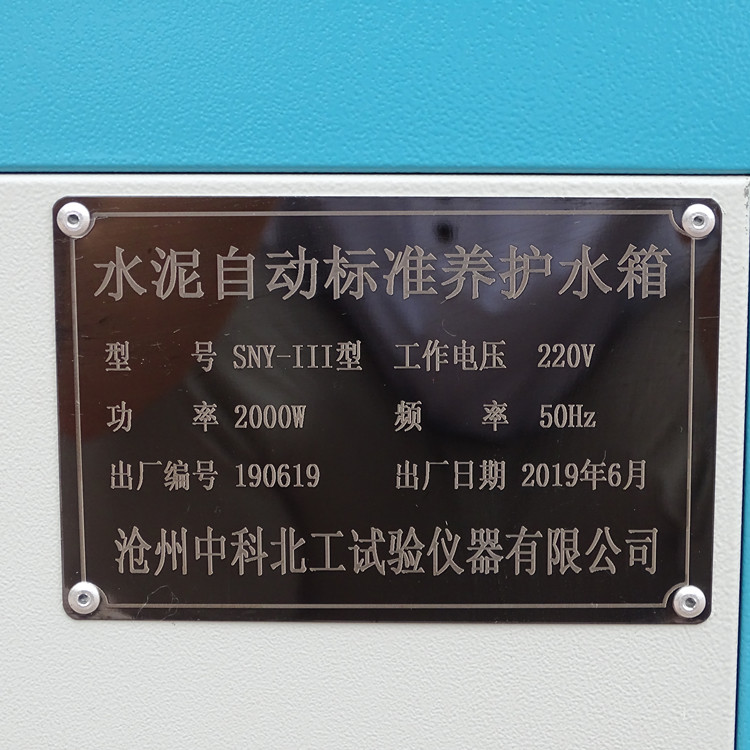 水泥自动标准养护水箱
型 号 SNY-III型 工作电压 220V
功 率 2000W 频 率 50Hz
出厂编号 190619 出厂日期 2019年6月
沧州中科北工试验仪器有限公司